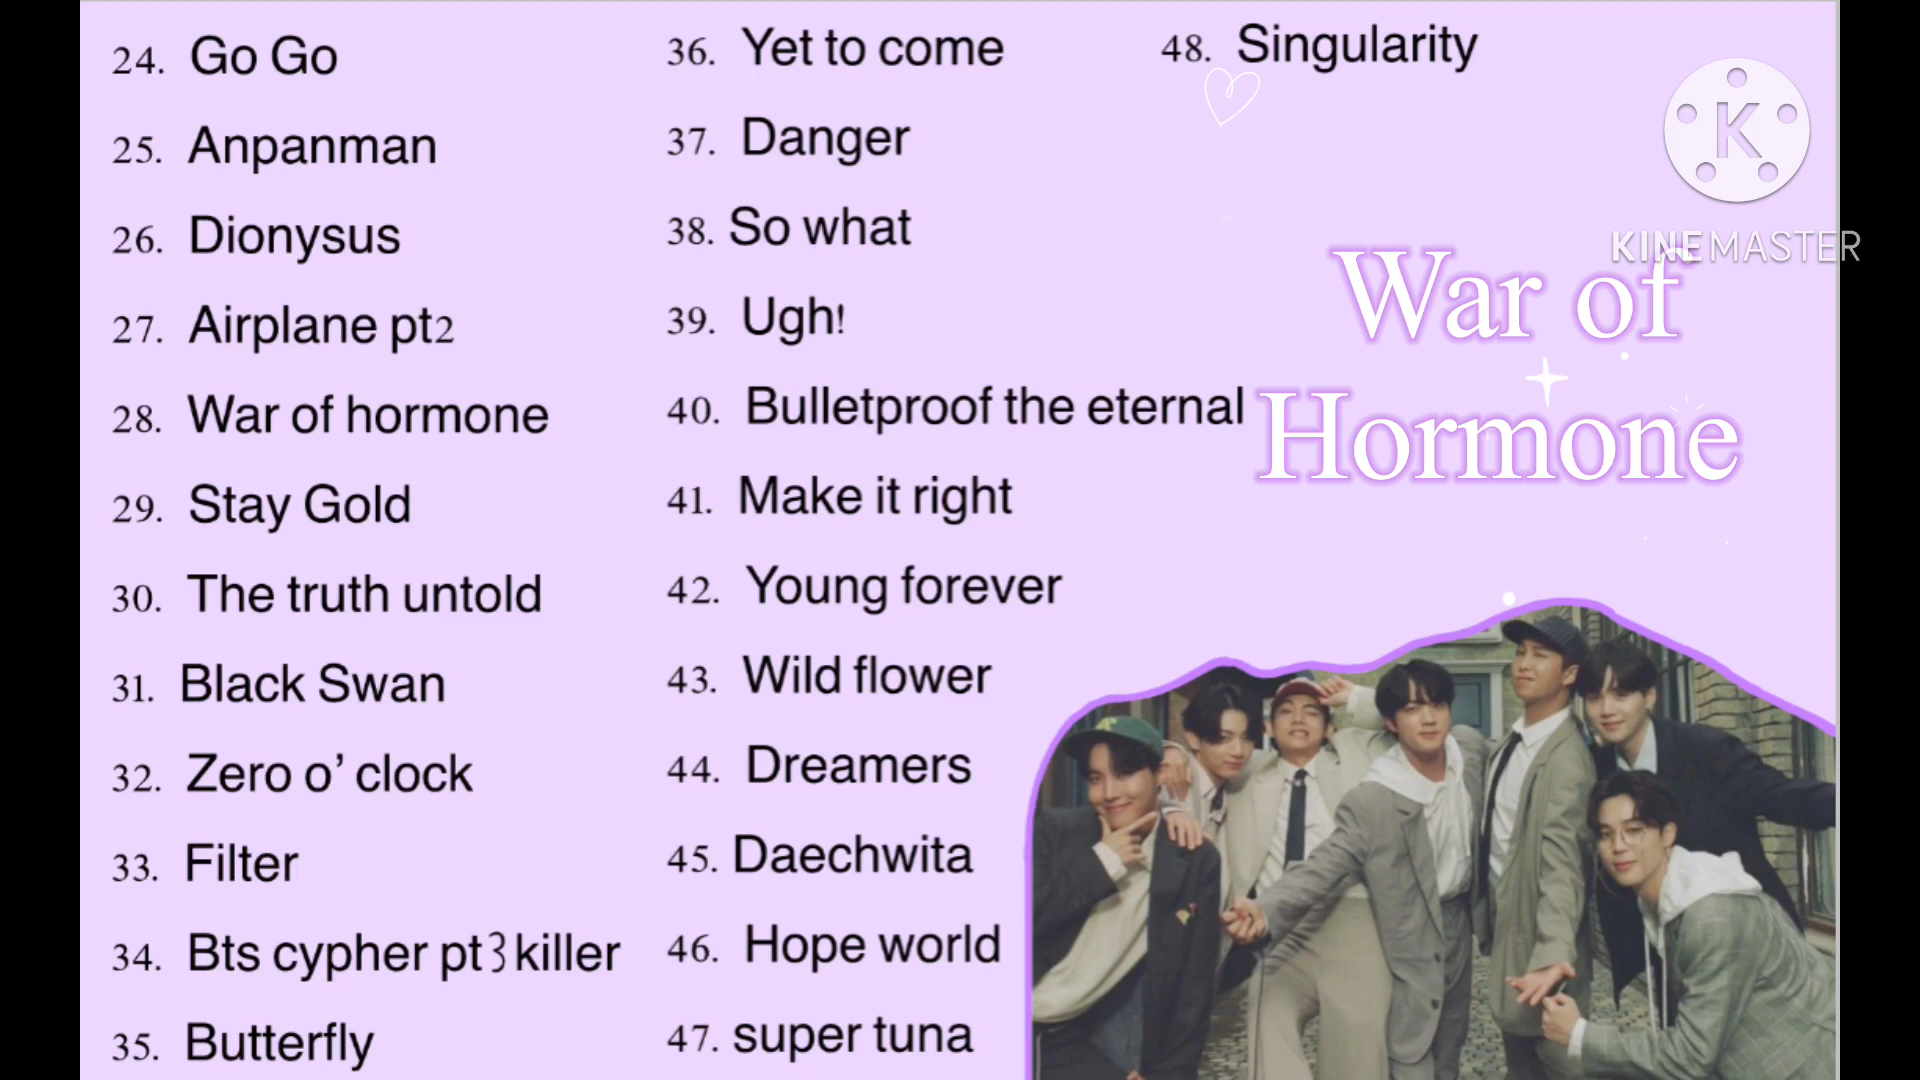 24. Go Go
25. Anpanman
26. Dionysus
27. Airplane pt2
28. War of hormone
29. Stay Gold
30. The truth untold
31. Black Swan
32. Zero o’ clock
33. Filter
34. Bts cypher pt3 killer
35. Butterfly
36. Yet to come
37. Danger
38. So what
39. Ugh!
40. Bulletproof the eternal
41. Make it right
42. Young forever
43. Wild flower
44. Dreamers
45. Daechwita
46. Hope world
47. super tuna
48. Singularity
K
KINEMASTER
War of
Hormone